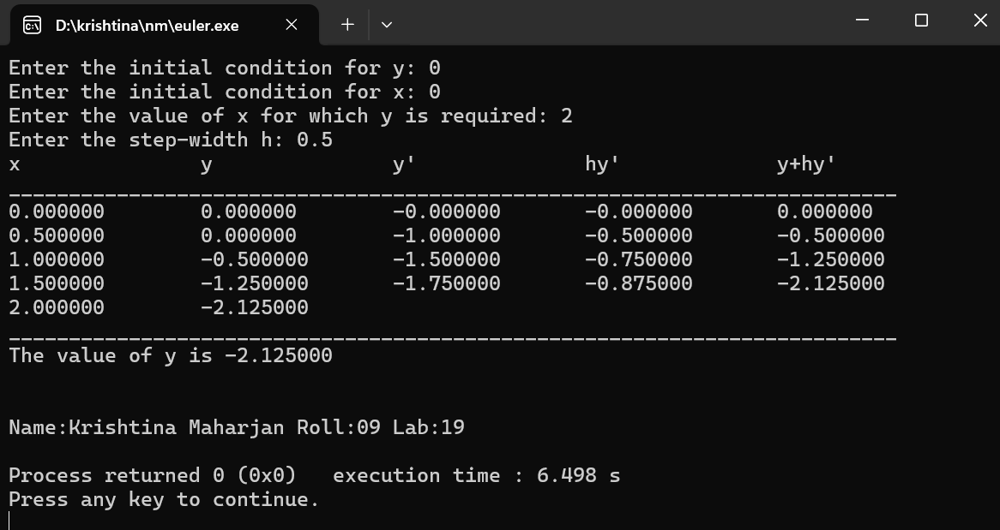 D:\krishtina\nm\euler.exe
Enter the initial condition for y: 0
Enter the initial condition for x: 0
Enter the value of x for which y is required: 2
Enter the step-width h: 0.5
x y y' hy' y+hy'
__________________________________________________________________________
0.000000 0.000000 -0.000000 -0.000000 0.000000
0.500000 0.000000 -1.000000 -0.500000 -0.500000
1.000000 -0.500000 -1.500000 -0.750000 -1.250000
1.500000 -1.250000 -1.750000 -0.875000 -2.125000
2.000000 -2.125000
__________________________________________________________________________
The value of y is -2.125000
Name:Krishtina Maharjan Roll:09 Lab:19
Process returned 0 (0x0) execution time : 6.498 s
Press any key to continue.